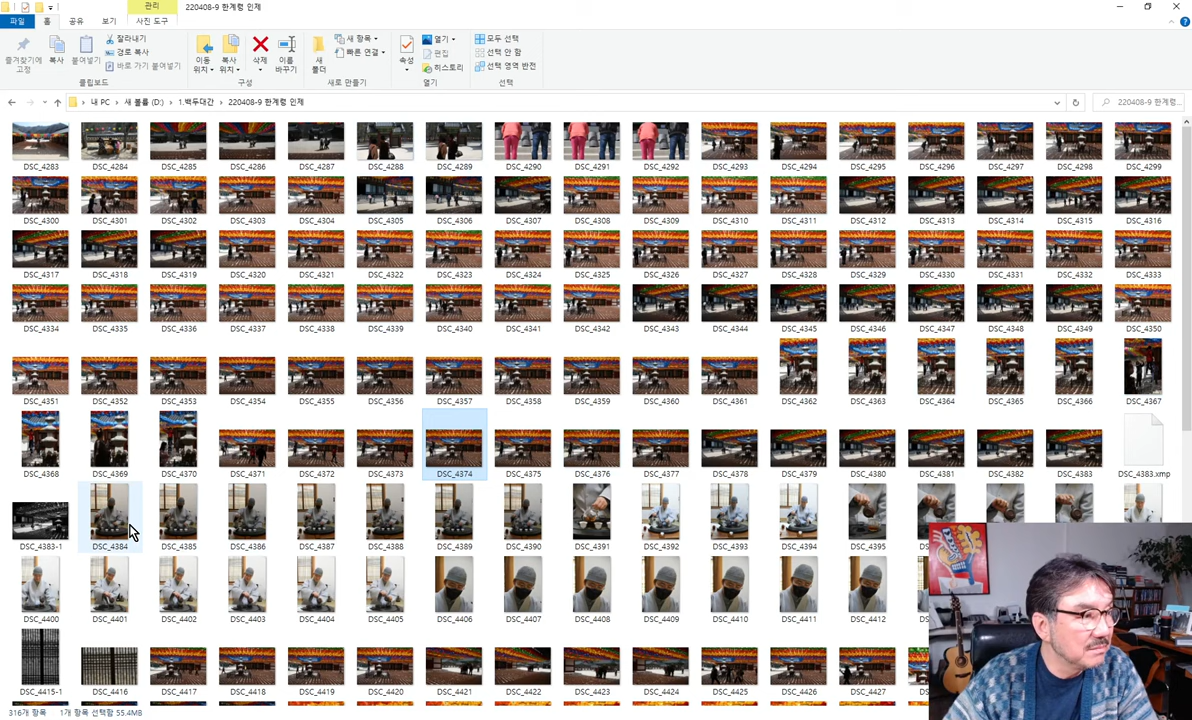 관리
220408-9 한계령 인제
파일
홈
공유
보기
사진 도구
즐겨찾기에 고정
복사
붙여넣기
잘라내기
경로 복사
바로 가기 붙여넣기
클립보드
이동 위치
복사 위치
삭제
이름 바꾸기
구성
새 폴더
새 항목
빠른 연결
새로 만들기
속성
열기
편집
히스토리
열기
모두 선택
선택 안 함
선택 영역 반전
선택
내 PC > 새 볼륨 (D:) > 1.백두대간 > 220408-9 한계령 인제
220408-9 한계령...
DSC_4283 DSC_4284 DSC_4285 DSC_4286 DSC_4287 DSC_4288 DSC_4289 DSC_4290 DSC_4291 DSC_4292 DSC_4293 DSC_4294 DSC_4295 DSC_4296 DSC_4297 DSC_4298 DSC_4299
DSC_4300 DSC_4301 DSC_4302 DSC_4303 DSC_4304 DSC_4305 DSC_4306 DSC_4307 DSC_4308 DSC_4309 DSC_4310 DSC_4311 DSC_4312 DSC_4313 DSC_4314 DSC_4315 DSC_4316
DSC_4317 DSC_4318 DSC_4319 DSC_4320 DSC_4321 DSC_4322 DSC_4323 DSC_4324 DSC_4325 DSC_4326 DSC_4327 DSC_4328 DSC_4329 DSC_4330 DSC_4331 DSC_4332 DSC_4333
DSC_4334 DSC_4335 DSC_4336 DSC_4337 DSC_4338 DSC_4339 DSC_4340 DSC_4341 DSC_4342 DSC_4343 DSC_4344 DSC_4345 DSC_4346 DSC_4347 DSC_4348 DSC_4349 DSC_4350
DSC_4351 DSC_4352 DSC_4353 DSC_4354 DSC_4355 DSC_4356 DSC_4357 DSC_4358 DSC_4359 DSC_4360 DSC_4361 DSC_4362 DSC_4363 DSC_4364 DSC_4365 DSC_4366 DSC_4367
DSC_4368 DSC_4369 DSC_4370 DSC_4371 DSC_4372 DSC_4373 DSC_4374 DSC_4375 DSC_4376 DSC_4377 DSC_4378 DSC_4379 DSC_4380 DSC_4381 DSC_4382 DSC_4383 DSC_4383.xmp
DSC_4383-1 DSC_4384 DSC_4385 DSC_4386 DSC_4387 DSC_4388 DSC_4389 DSC_4390 DSC_4391 DSC_4392 DSC_4393 DSC_4394 DSC_4395
DSC_4400 DSC_4401 DSC_4402 DSC_4403 DSC_4404 DSC_4405 DSC_4406 DSC_4407 DSC_4408 DSC_4409 DSC_4410 DSC_4411 DSC_4412
DSC_4415-1 DSC_4416 DSC_4417 DSC_4418 DSC_4419 DSC_4420 DSC_4421 DSC_4422 DSC_4423 DSC_4424 DSC_4425 DSC_4426 DSC_4427
316개 항목
1개 항목 선택함 55.4MB